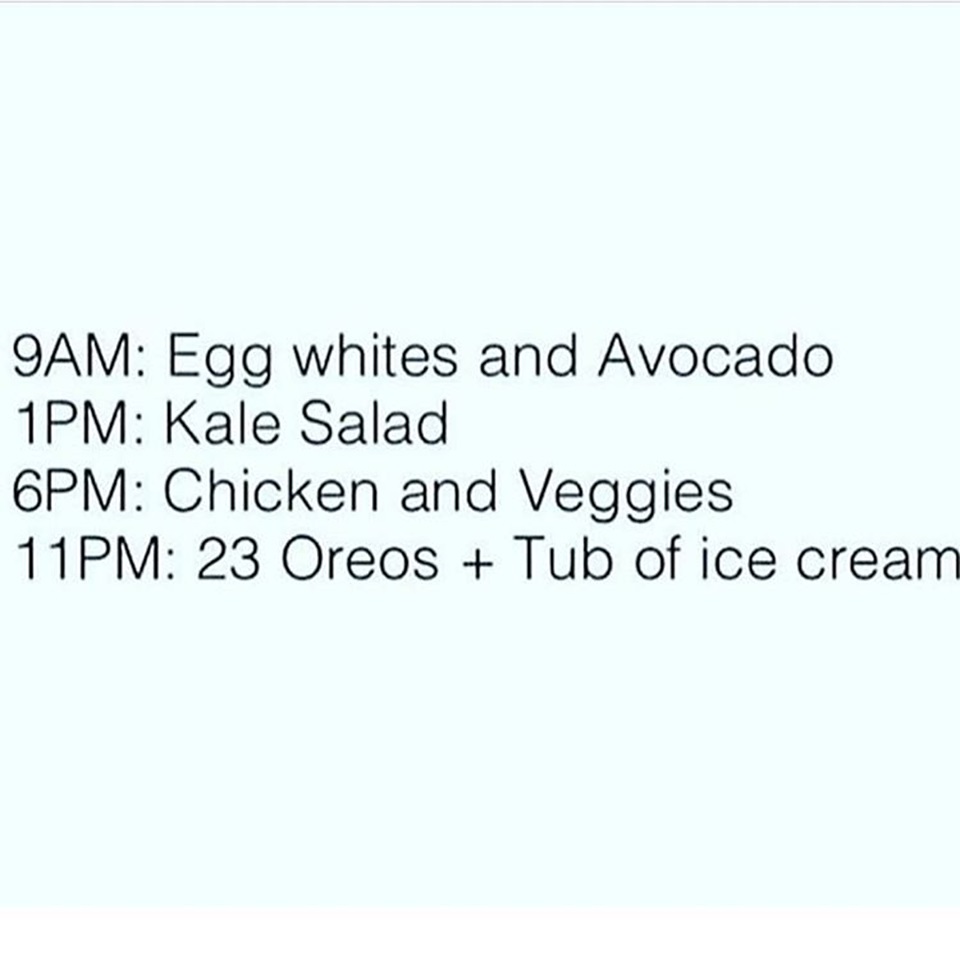 9AM: Egg whites and Avocado
1PM: Kale Salad
6PM: Chicken and Veggies
11PM: 23 Oreos + Tub of ice cream